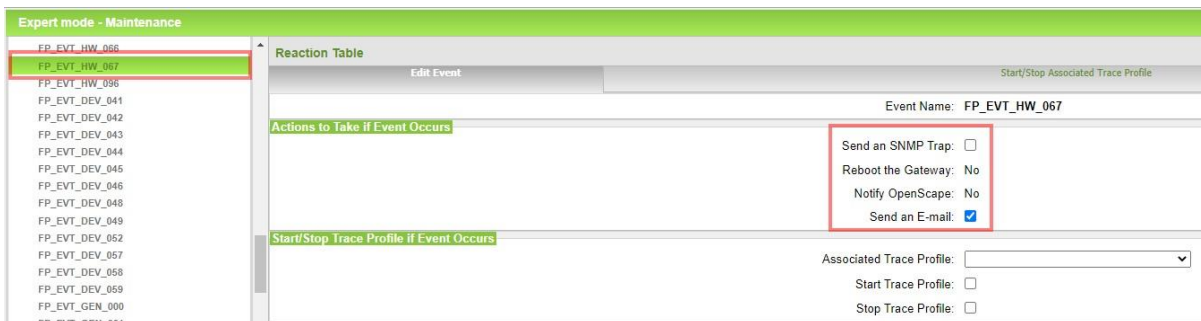 Expert mode - Maintenance
FP_EVT_HW_066
FP_EVT_HW_067
FP_EVT_HW_096
FP_EVT_DEV_041
FP_EVT_DEV_042
FP_EVT_DEV_043
FP_EVT_DEV_044
FP_EVT_DEV_045
FP_EVT_DEV_046
FP_EVT_DEV_048
FP_EVT_DEV_049
FP_EVT_DEV_052
FP_EVT_DEV_057
FP_EVT_DEV_058
FP_EVT_DEV_059
FP_EVT_GEN_000
Reaction Table
Edit Event Start/Stop Associated Trace Profile
Event Name: FP_EVT_HW_067
Actions to Take if Event Occurs
Send an SNMP Trap:
Reboot the Gateway: No
Notify OpenScape: No
Send an E-mail:
Start/Stop Trace Profile if Event Occurs
Associated Trace Profile:
Start Trace Profile:
Stop Trace Profile: